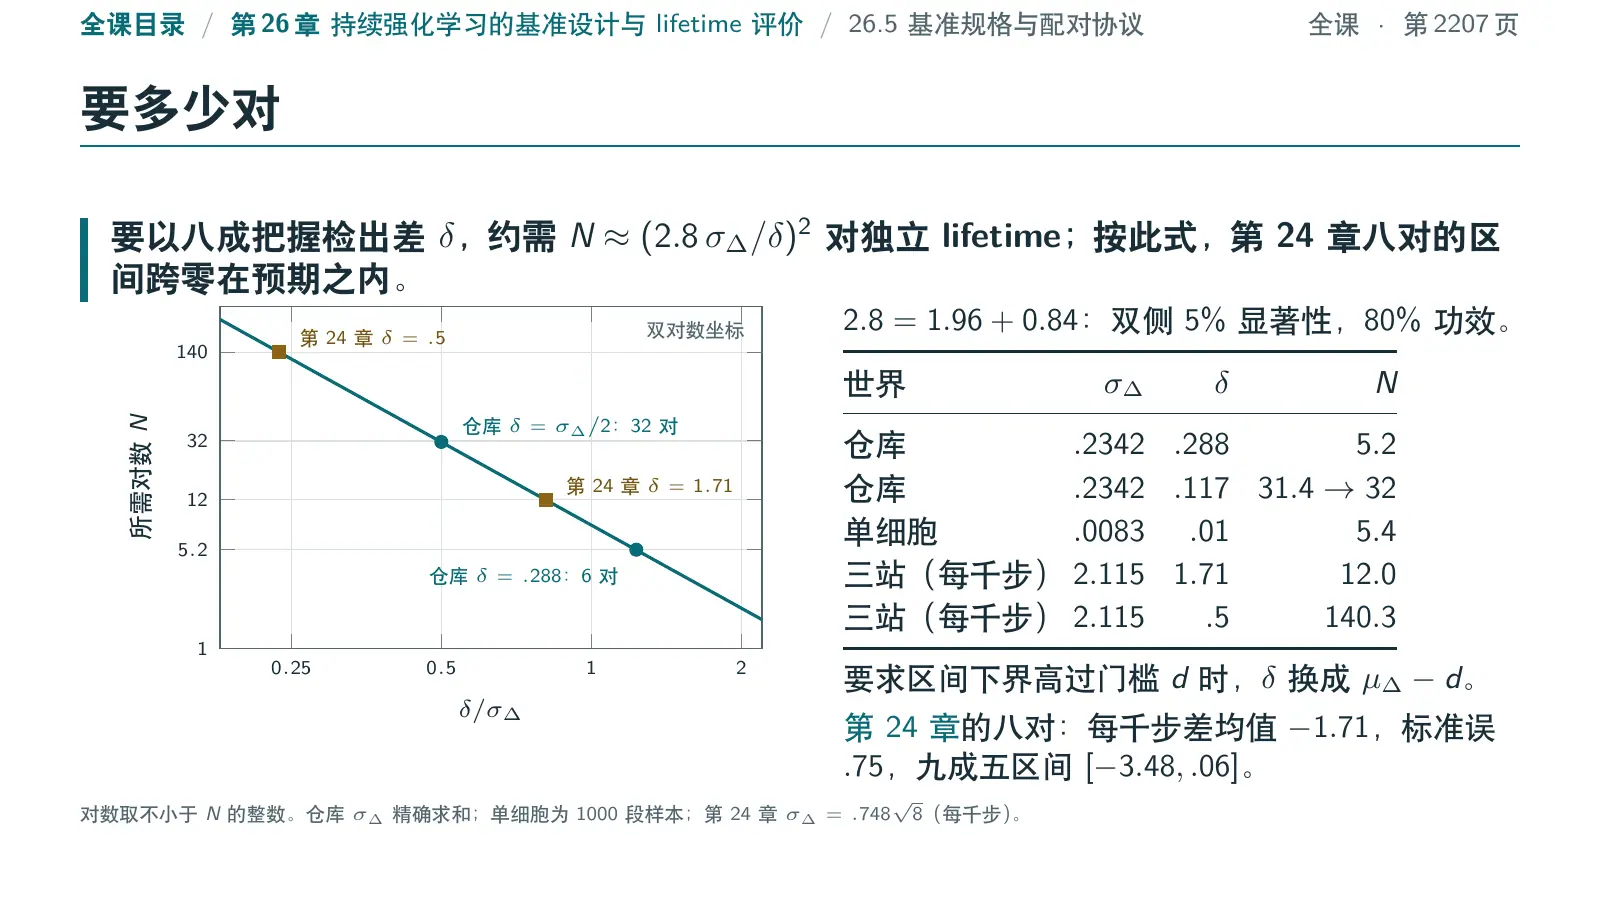 全课目录 / 第 26 章 持续强化学习的基准设计与 lifetime 评价 / 26.5 基准规格与配对协议
全课 · 第 2207 页
要多少对
要以八成把握检出差 δ，约需 N ≈ (2.8 σ_Δ/δ)² 对独立 lifetime；按此式，第 24 章八对的区
间跨零在预期之内。
双对数坐标
第 24 章 δ = .5
仓库 δ = σ_Δ/2：32 对
第 24 章 δ = 1.71
仓库 δ = .288：6 对
140
32
12
5.2
1
所需对数 N
0.25 0.5 1 2
δ/σ_Δ
2.8 = 1.96 + 0.84：双侧 5% 显著性，80% 功效。
世界 σ_Δ δ N
仓库 .2342 .288 5.2
仓库 .2342 .117 31.4 → 32
单细胞 .0083 .01 5.4
三站（每千步） 2.115 1.71 12.0
三站（每千步） 2.115 .5 140.3
要求区间下界高过门槛 d 时，δ 换成 μ_Δ − d。
第 24 章的八对：每千步差均值 −1.71，标准误
.75，九成五区间 [−3.48, .06]。
对数取不小于 N 的整数。仓库 σ_Δ 精确求和；单细胞为 1000 段样本；第 24 章 σ_Δ = .748√8（每千步）。